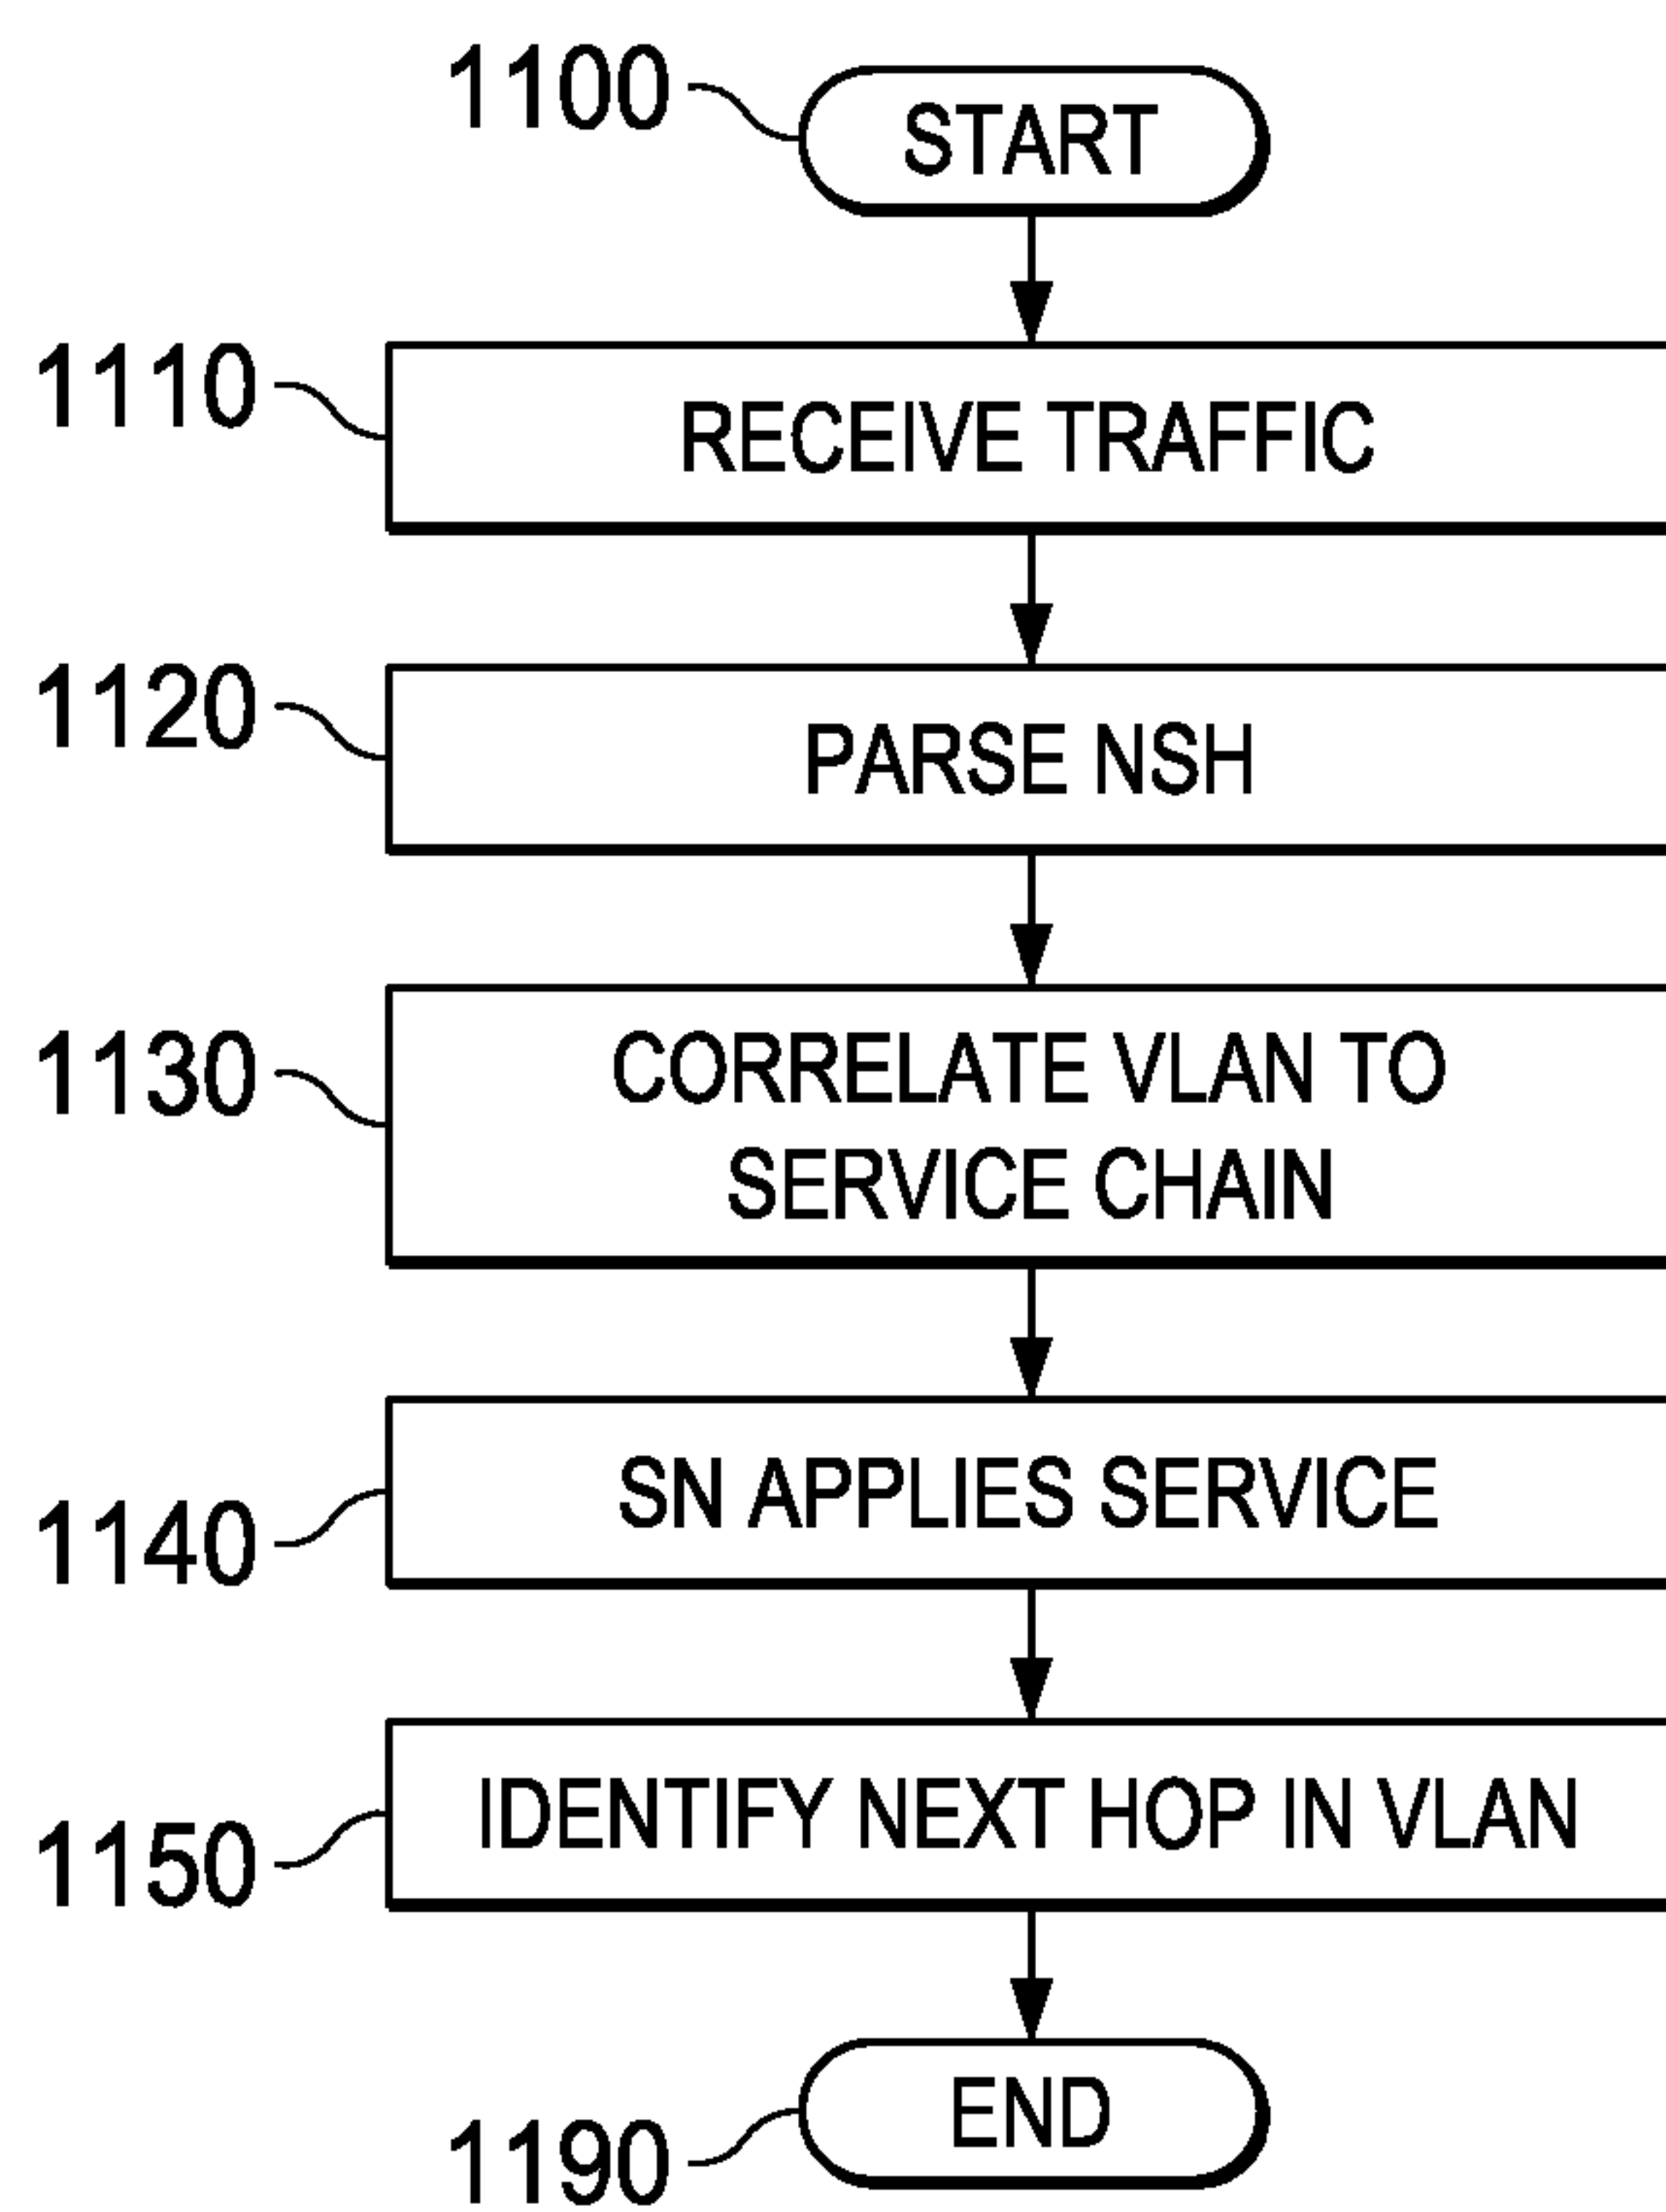 1100
START
1110
RECEIVE TRAFFIC
1120
PARSE NSH
1130
CORRELATE VLAN TO
SERVICE CHAIN
1140
SN APPLIES SERVICE
1150
IDENTIFY NEXT HOP IN VLAN
1190
END